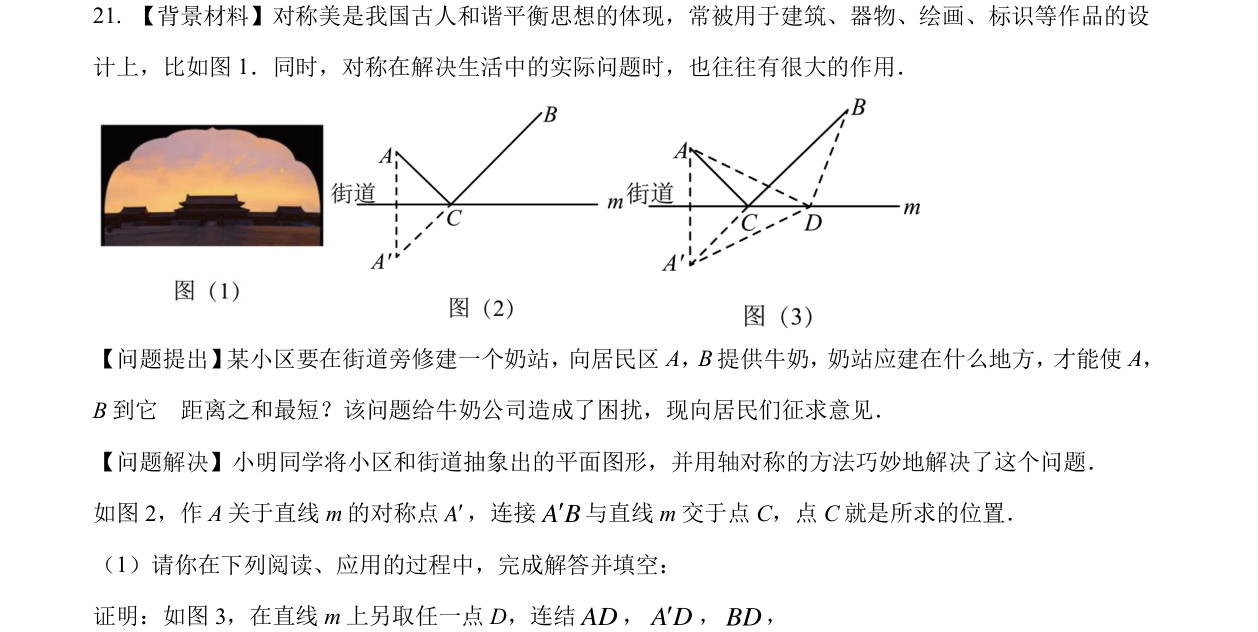 21. 【背景材料】对称美是我国古人和谐平衡思想的体现，常被用于建筑、器物、绘画、标识等作品的设
计上，比如图 1．同时，对称在解决生活中的实际问题时，也往往有很大的作用．
图（1）
A
B
街道
C
m
A′
图（2）
A
B
街道
C
D
m
A′
图（3）
【问题提出】某小区要在街道旁修建一个奶站，向居民区 A，B 提供牛奶，奶站应建在什么地方，才能使 A，
B 到它 距离之和最短？该问题给牛奶公司造成了困扰，现向居民们征求意见．
【问题解决】小明同学将小区和街道抽象出的平面图形，并用轴对称的方法巧妙地解决了这个问题．
如图 2，作 A 关于直线 m 的对称点 A′，连接 A′B 与直线 m 交于点 C，点 C 就是所求的位置．
（1）请你在下列阅读、应用的过程中，完成解答并填空：
证明：如图 3，在直线 m 上另取任一点 D，连结 AD，A′D，BD，